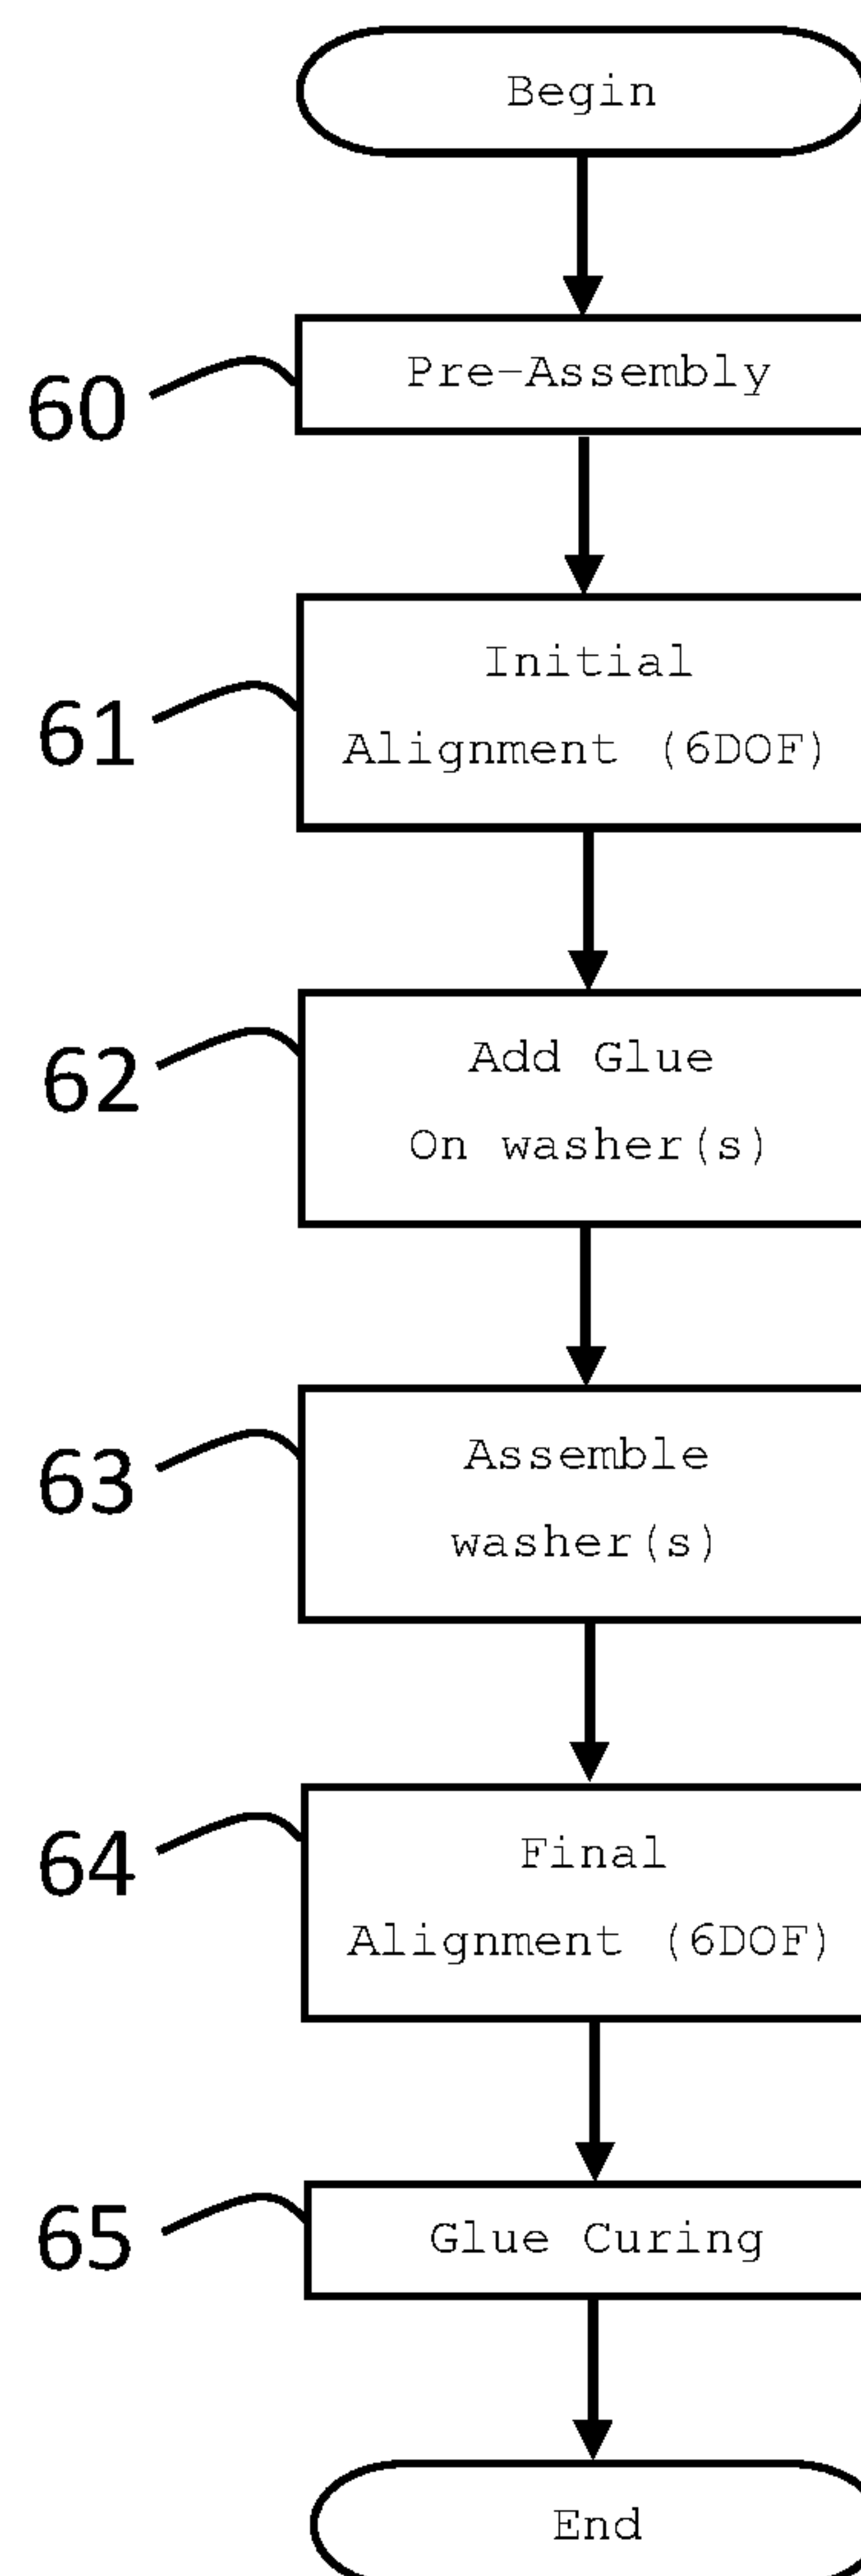 Begin
60
Pre-Assembly
61
Initial
Alignment (6DOF)
62
Add Glue
On washer(s)
63
Assemble
washer(s)
64
Final
Alignment (6DOF)
65
Glue Curing
End